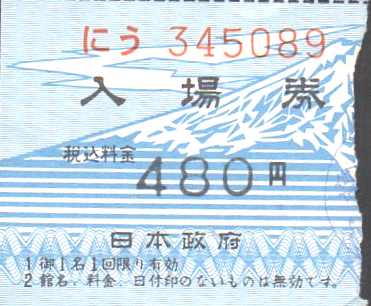 にう 345089
入場券
税込料金
480円
日本政府
1 御1名1回限り有効
2 館名、料金、日付印のないものは無効です。